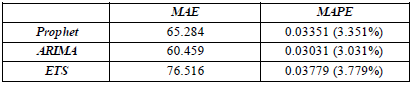 MAE MAPE
Prophet 65.284 0.03351 (3.351%)
ARIMA 60.459 0.03031 (3.031%)
ETS 76.516 0.03779 (3.779%)